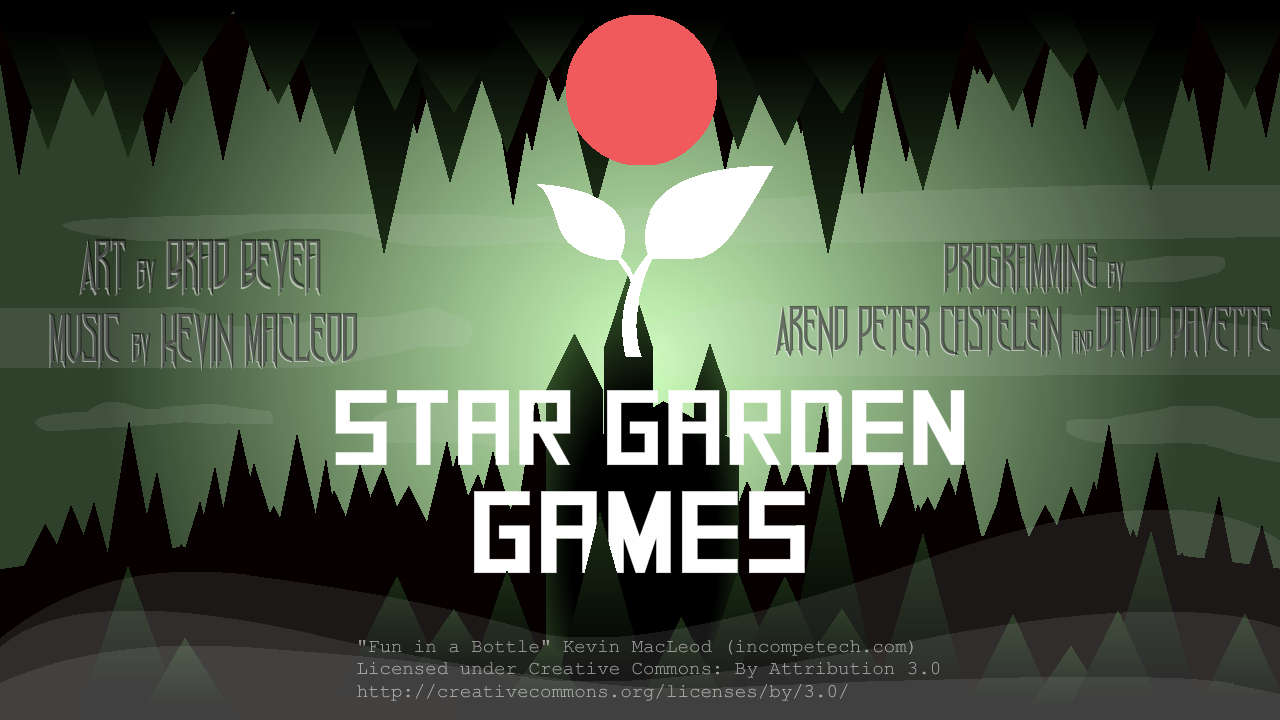 ART BY BRAD BEYEA
MUSIC BY KEVIN MACLEOD
PROGRAMMING BY
AREND PETER CASTELEIN AND DAVID PAYETTE
STAR GARDEN
GAMES
"Fun in a Bottle" Kevin MacLeod (incompetech.com)
Licensed under Creative Commons: By Attribution 3.0
http://creativecommons.org/licenses/by/3.0/